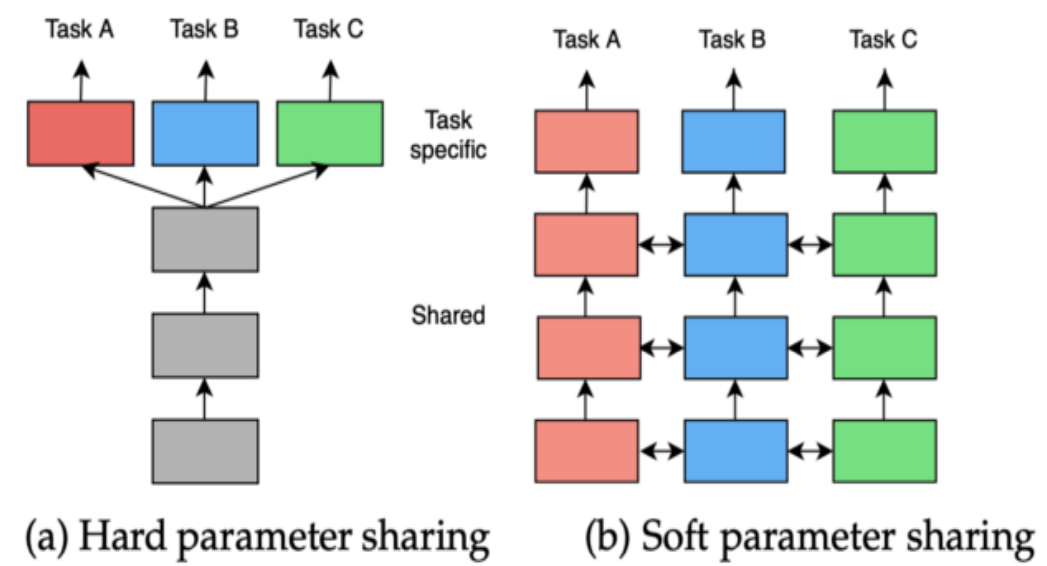 Task A Task B Task C
Task
specific
Shared
(a) Hard parameter sharing
Task A Task B Task C
(b) Soft parameter sharing